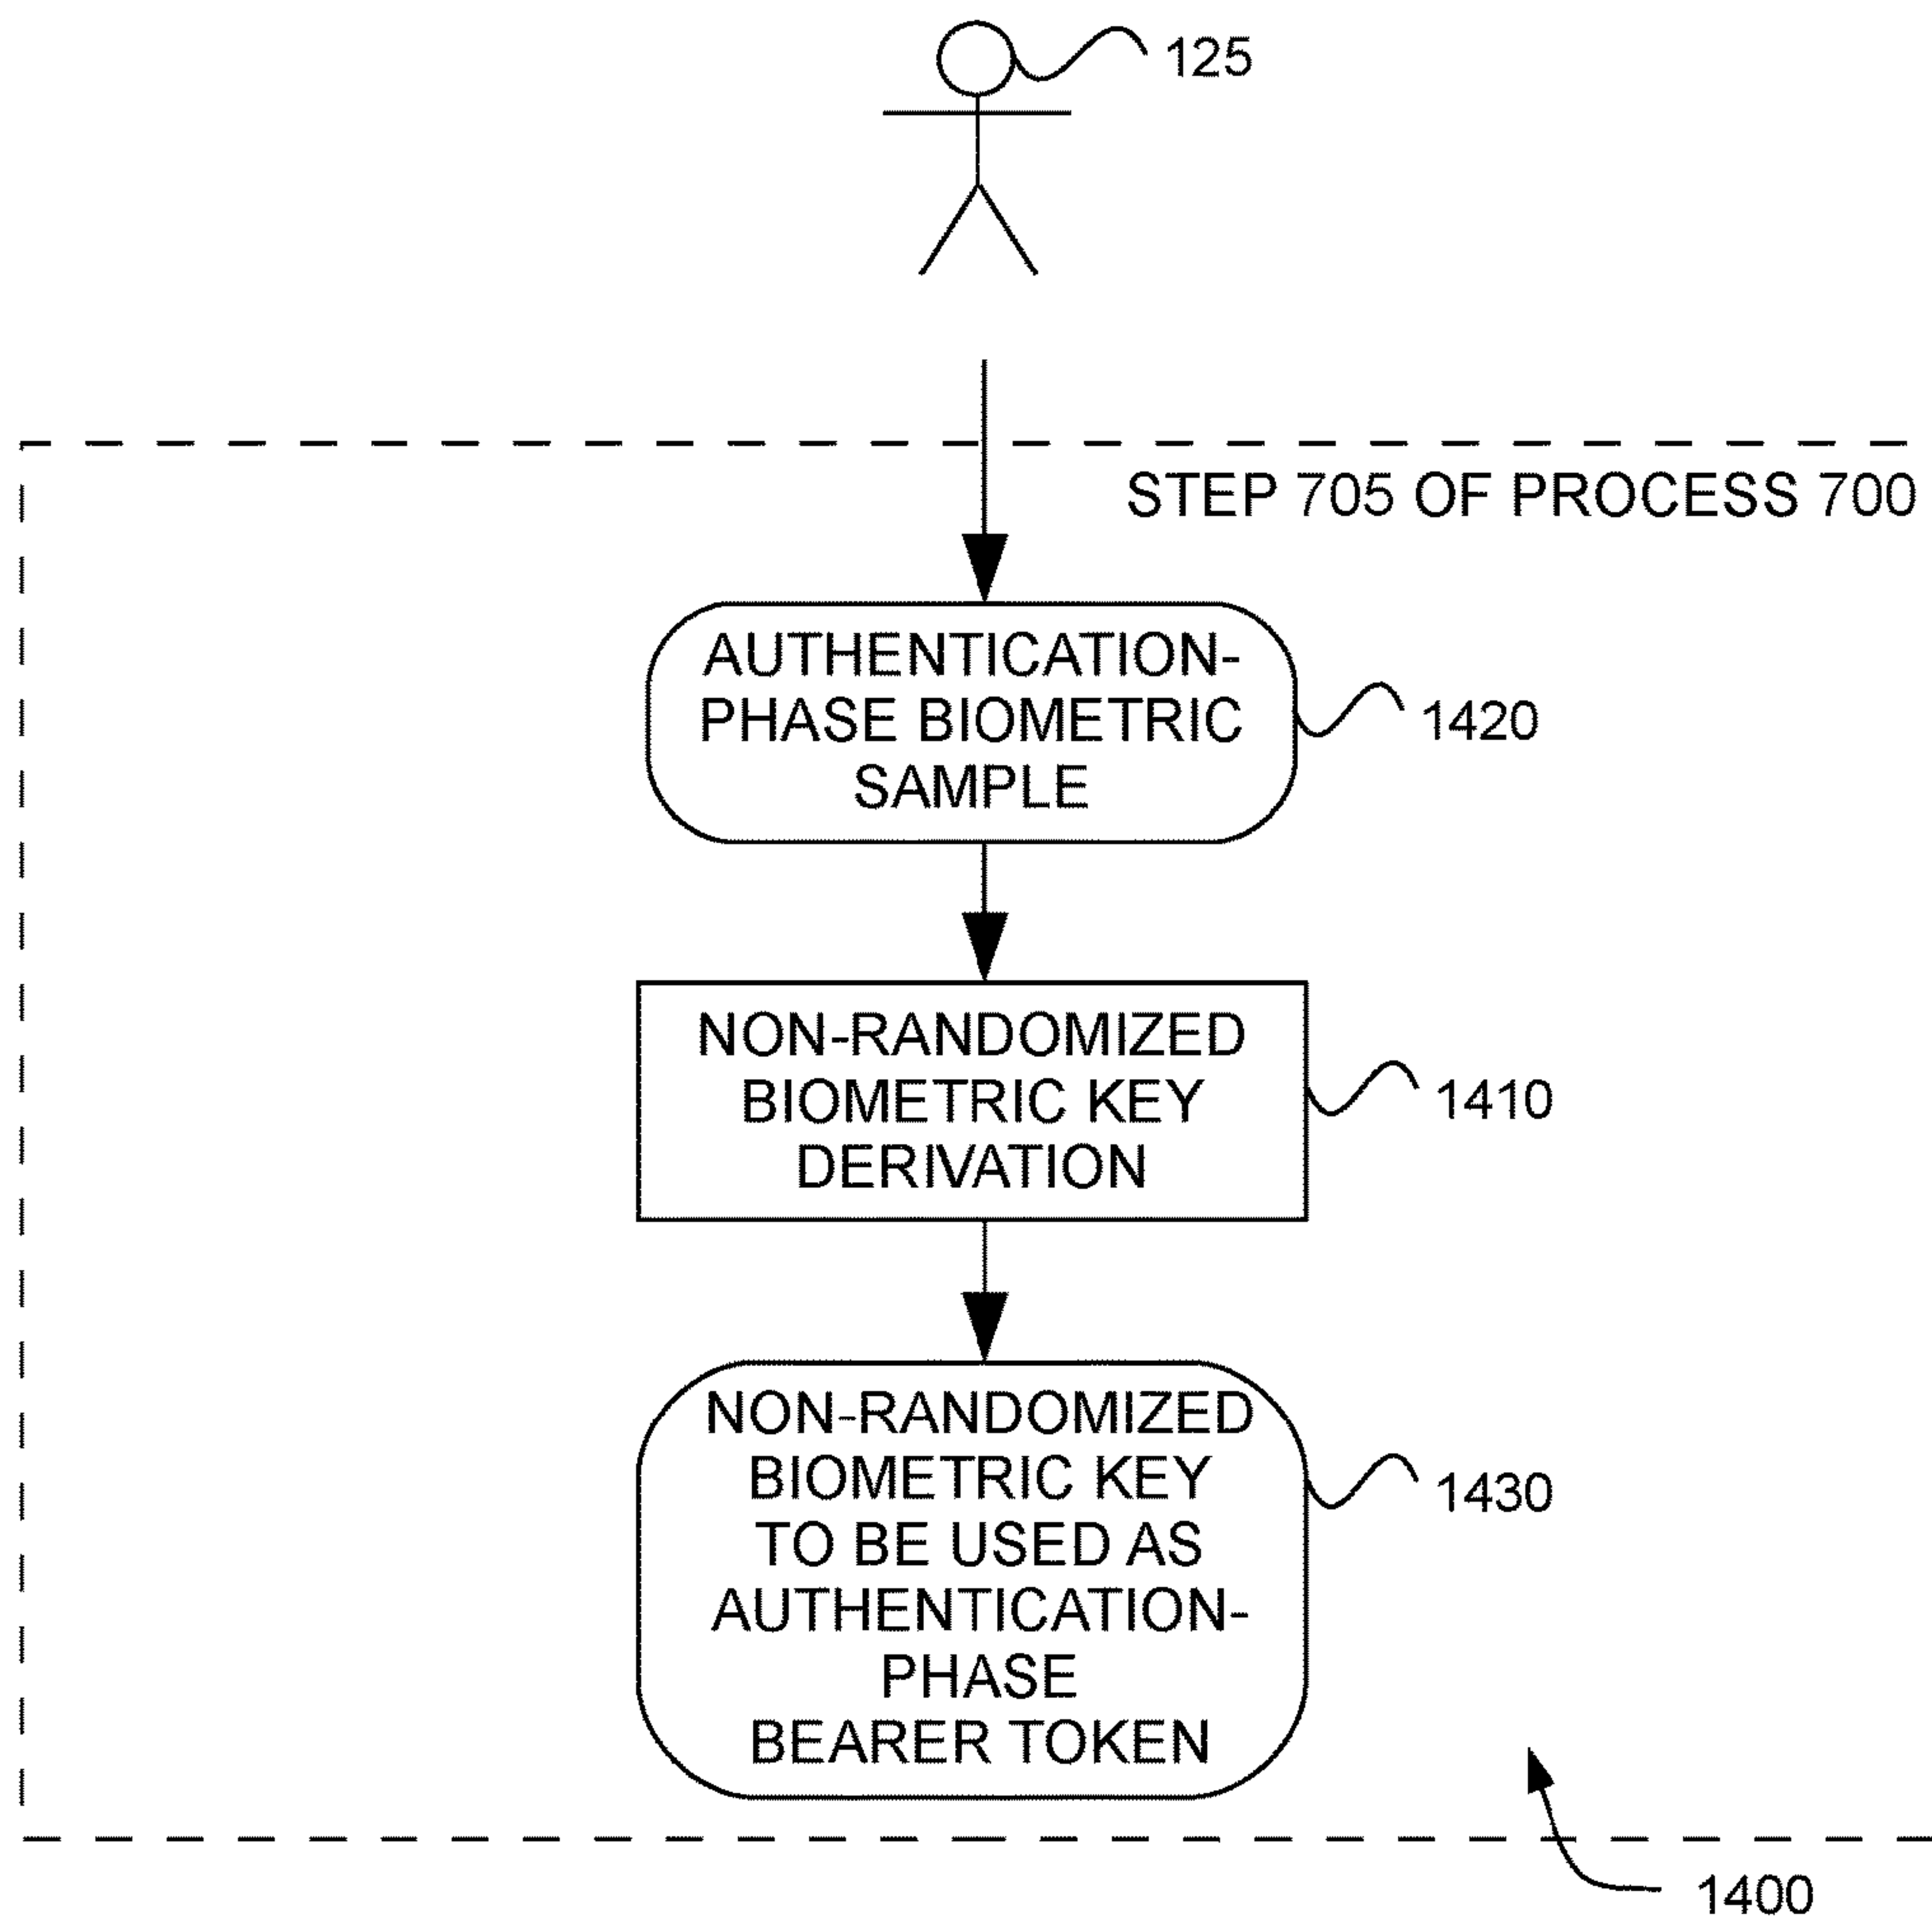 125
STEP 705 OF PROCESS 700
AUTHENTICATION-
PHASE BIOMETRIC
SAMPLE
1420
NON-RANDOMIZED
BIOMETRIC KEY
DERIVATION
1410
NON-RANDOMIZED
BIOMETRIC KEY
TO BE USED AS
AUTHENTICATION-
PHASE
BEARER TOKEN
1430
1400